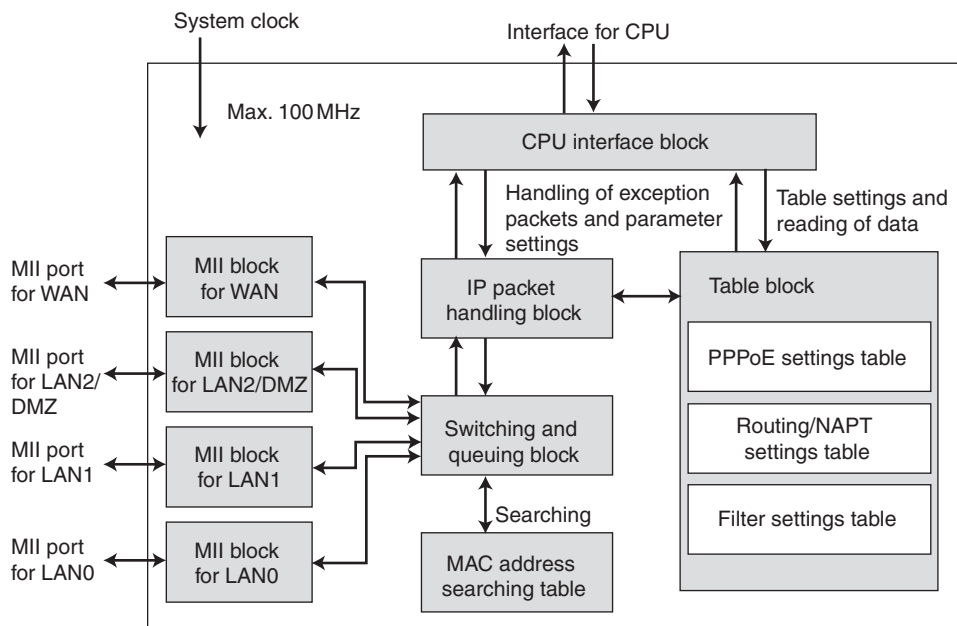 System clock
Interface for CPU
Max. 100 MHz
CPU interface block
Handling of exception
packets and parameter
settings
Table settings and
reading of data
MII port
for WAN
MII block
for WAN
IP packet
handling block
Table block
PPPoE settings table
MII port
for LAN2/
DMZ
MII block
for LAN2/DMZ
Switching and
queuing block
Routing/NAPT
settings table
MII port
for LAN1
MII block
for LAN1
Searching
Filter settings table
MII port
for LAN0
MII block
for LAN0
MAC address
searching table